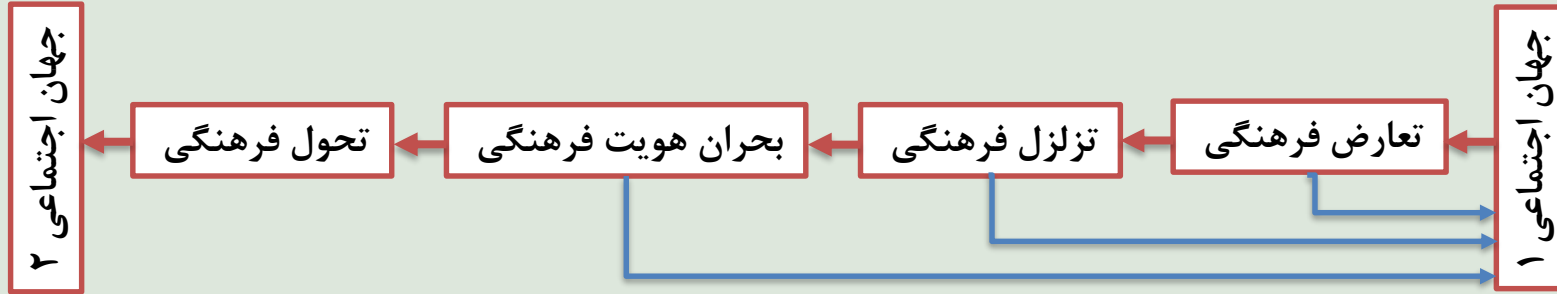 جهان اجتماعی ۱
تعارض فرهنگی
تزلزل فرهنگی
بحران هویت فرهنگی
تحول فرهنگی
جهان اجتماعی ۲